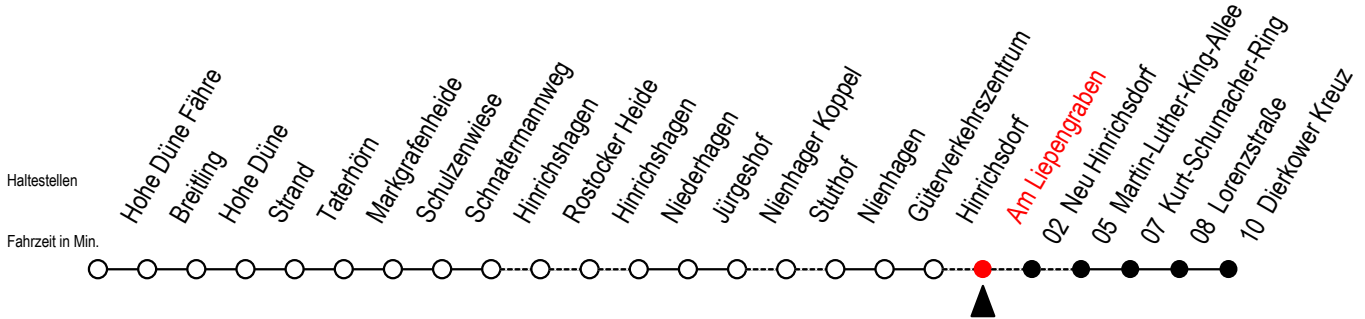 Haltestellen
Fahrzeit in Min.
Hohe Düne Fähre
Breitling
Hohe Düne
Strand
Taterhörn
Markgrafenheide
Schulzenwiese
Schnatermannweg
Hinrichshagen
Rostocker Heide
Hinrichshagen
Niederhagen
Jürgeshof
Nienhager Koppel
Stuthof
Nienhagen
Güterverkehrszentrum
Hinrichsdorf
Am Liepengraben
02 Neu Hinrichsdorf
05 Martin-Luther-King-Allee
07 Kurt-Schumacher-Ring
08 Lorenzstraße
10 Dierkower Kreuz